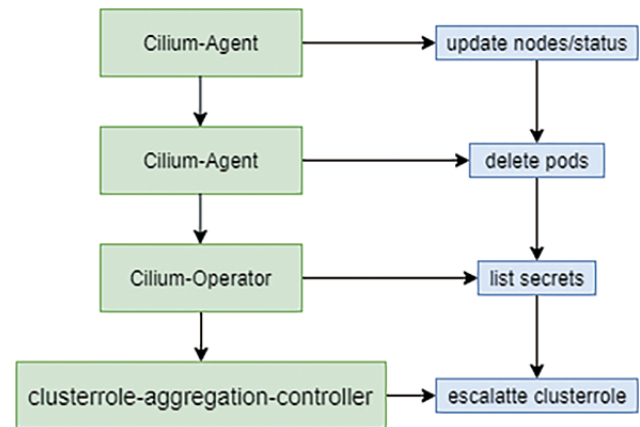 Cilium-Agent
update nodes/status
Cilium-Agent
delete pods
Cilium-Operator
list secrets
clusterrole-aggregation-controller
escalatte clusterrole